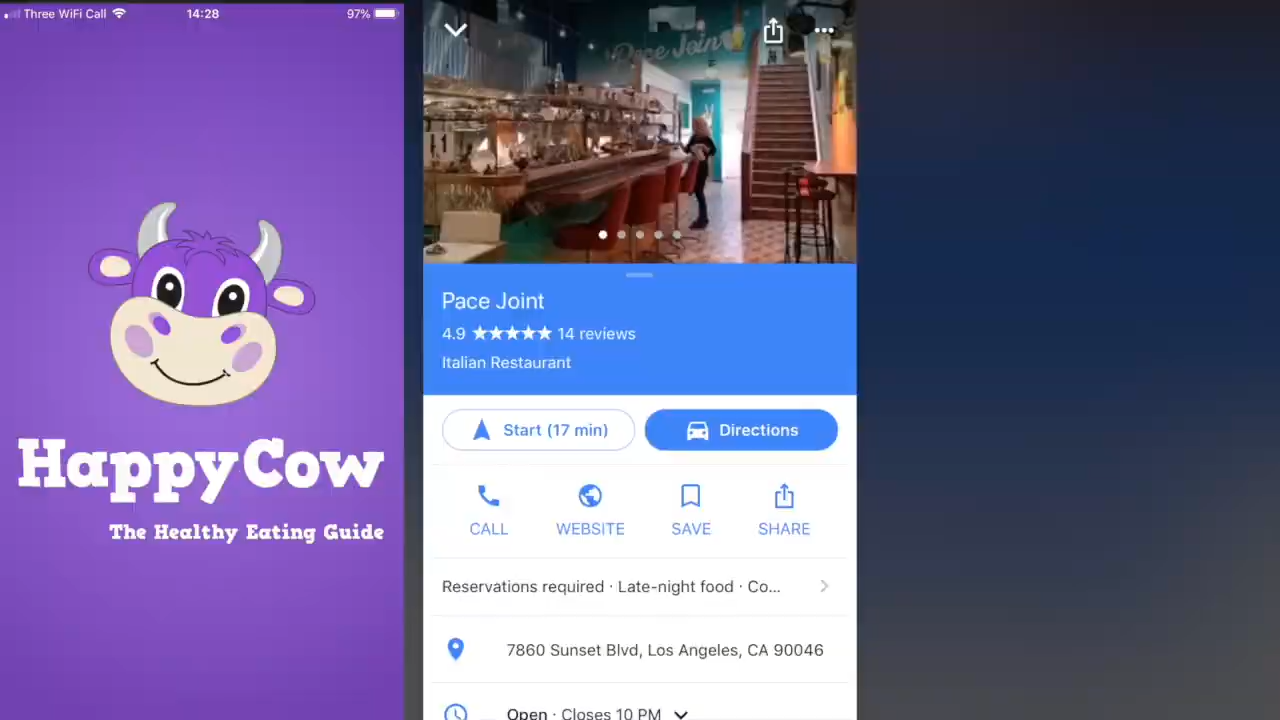 Three WiFi Call
14:28
97%
HappyCow
The Healthy Eating Guide
Pace Join
Pace Joint
4.9 ★★★★★ 14 reviews
Italian Restaurant
Start (17 min)
Directions
CALL
WEBSITE
SAVE
SHARE
Reservations required · Late-night food · Co...
7860 Sunset Blvd, Los Angeles, CA 90046
Open · Closes 10 PM